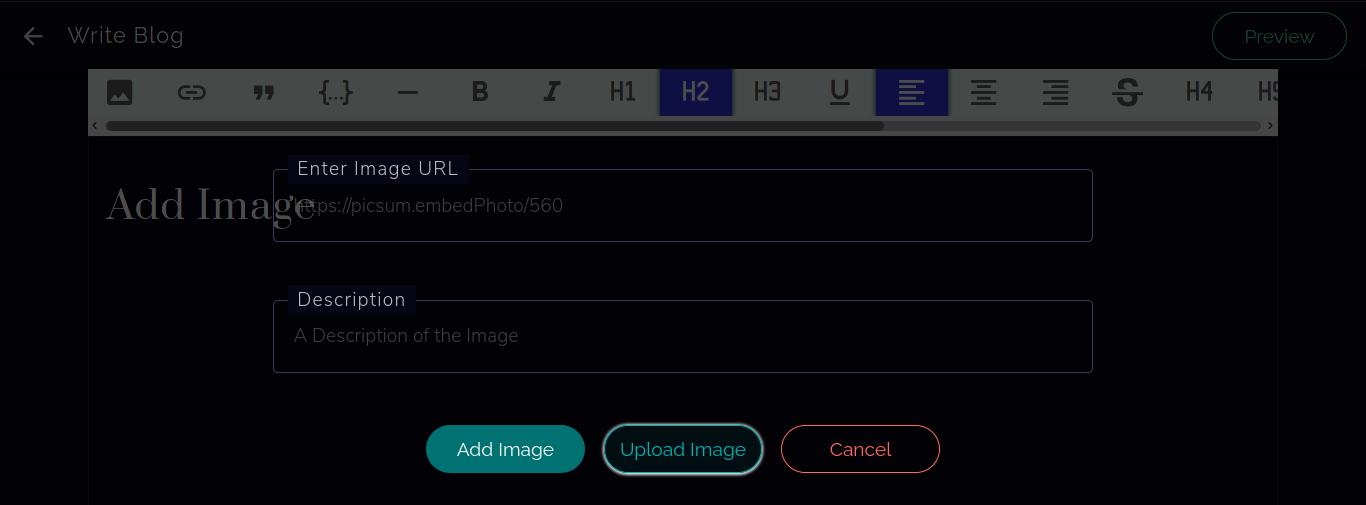 Write Blog
Preview
{...} B I H1 H2 H3 U S H4
Enter Image URL
Add Image
https://picsum.embedPhoto/560
Description
A Description of the Image
Add Image Upload Image Cancel